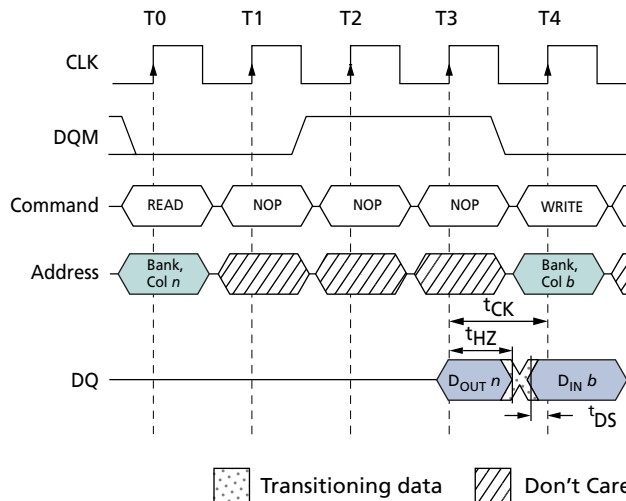 T0 T1 T2 T3 T4
CLK
DQM
Command READ NOP NOP NOP WRITE
Address Bank, Col n Bank, Col b
tCK
tHZ
DQ DOUT n DIN b
tDS
Transitioning data Don't Care